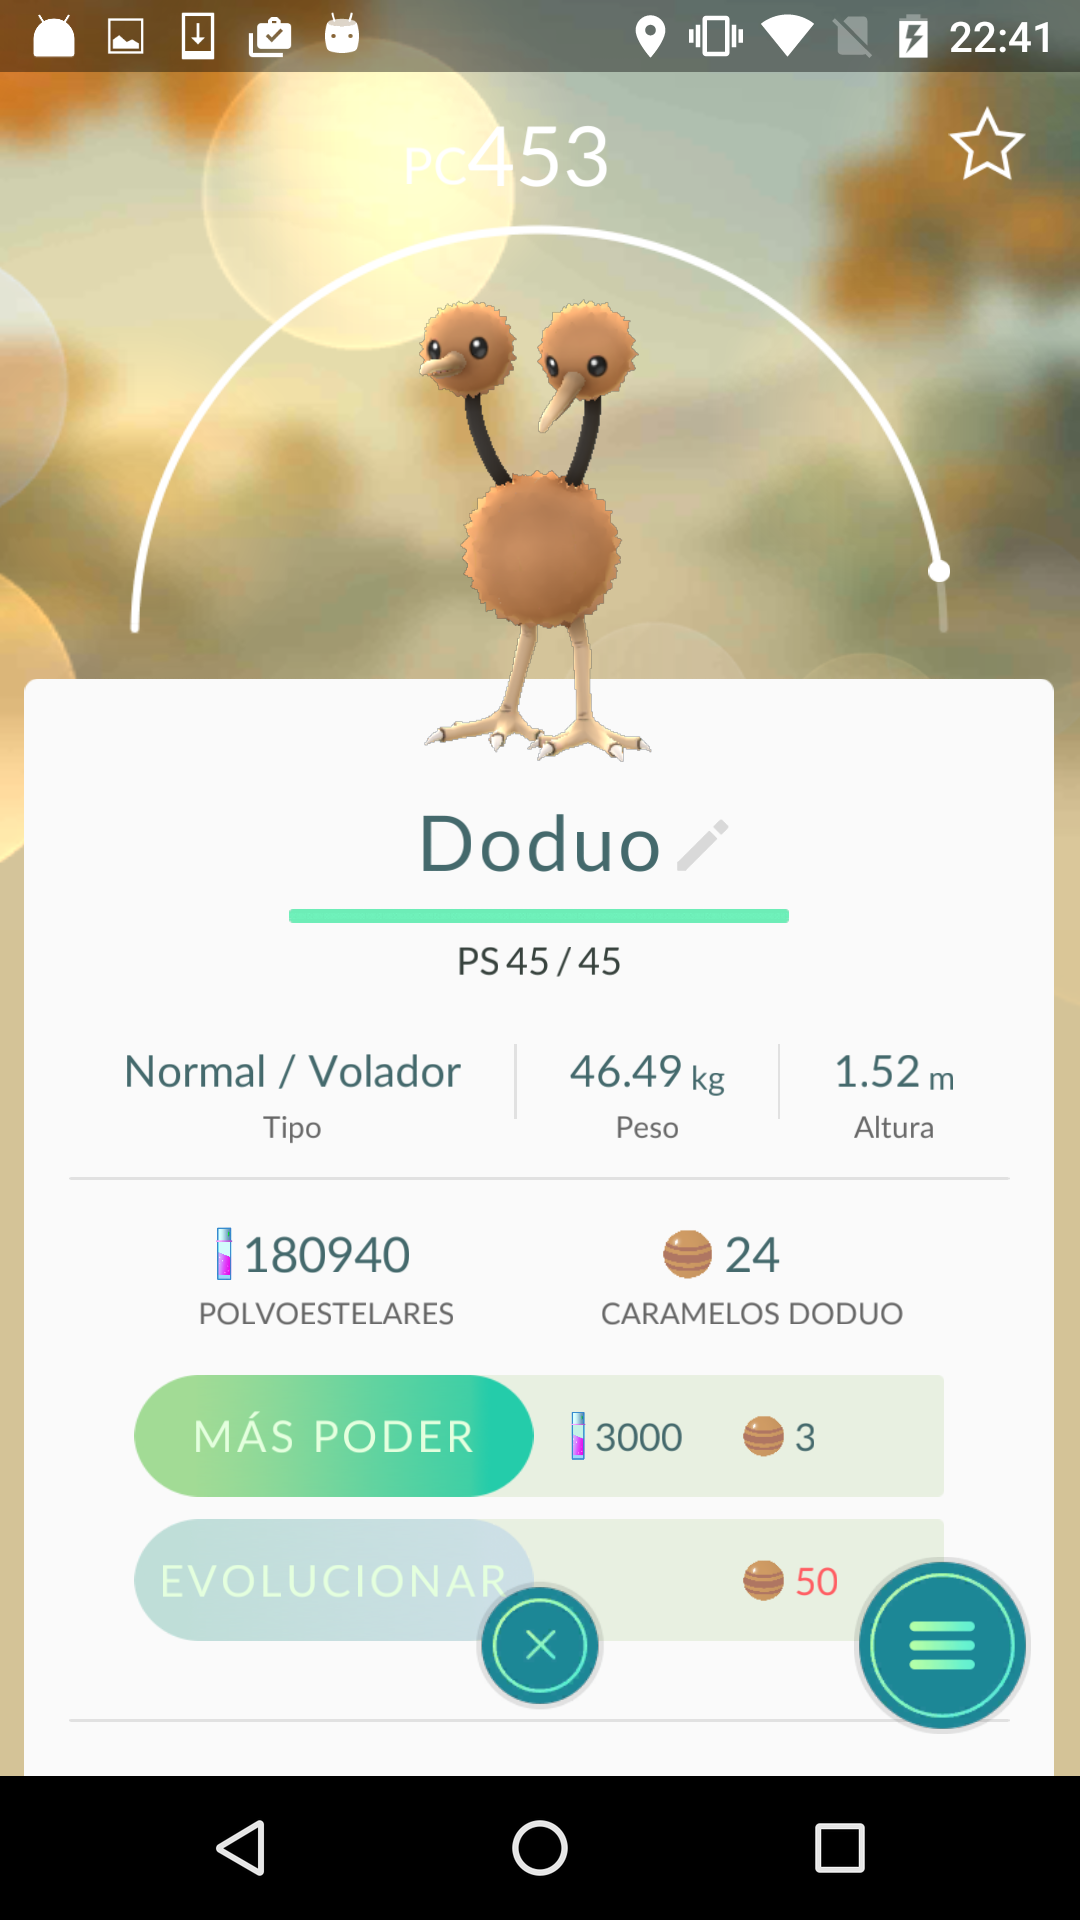 22:41
PC453
Doduo
PS 45 / 45
Normal / Volador
46.49 kg
1.52 m
Tipo
Peso
Altura
180940
24
POLVOESTELARES
CARAMELOS DODUO
MÁS PODER
3000
3
EVOLUCIONAR
50